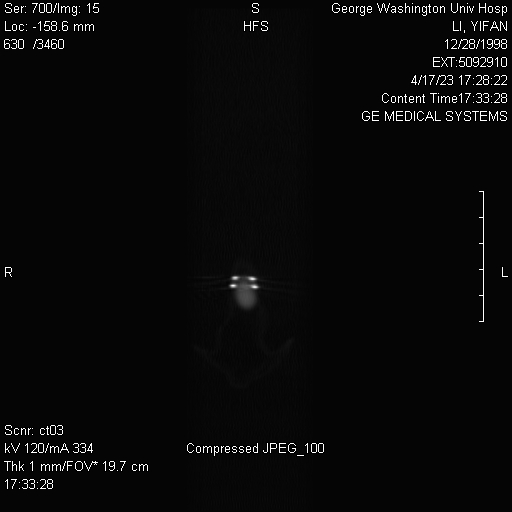 Ser: 700/Img: 15
Loc: -158.6 mm
630 /3460
S
HFS
George Washington Univ Hosp
LI, YIFAN
12/28/1998
EXT:5092910
4/17/23 17:28:22
Content Time17:33:28
GE MEDICAL SYSTEMS
R
L
Scnr: ct03
kV 120/mA 334
Thk 1 mm/FOV* 19.7 cm
17:33:28
Compressed JPEG_100